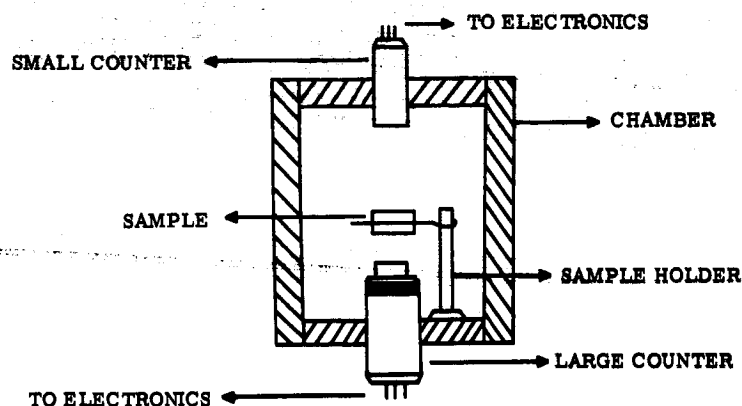 TO ELECTRONICS
SMALL COUNTER
CHAMBER
SAMPLE
SAMPLE HOLDER
LARGE COUNTER
TO ELECTRONICS